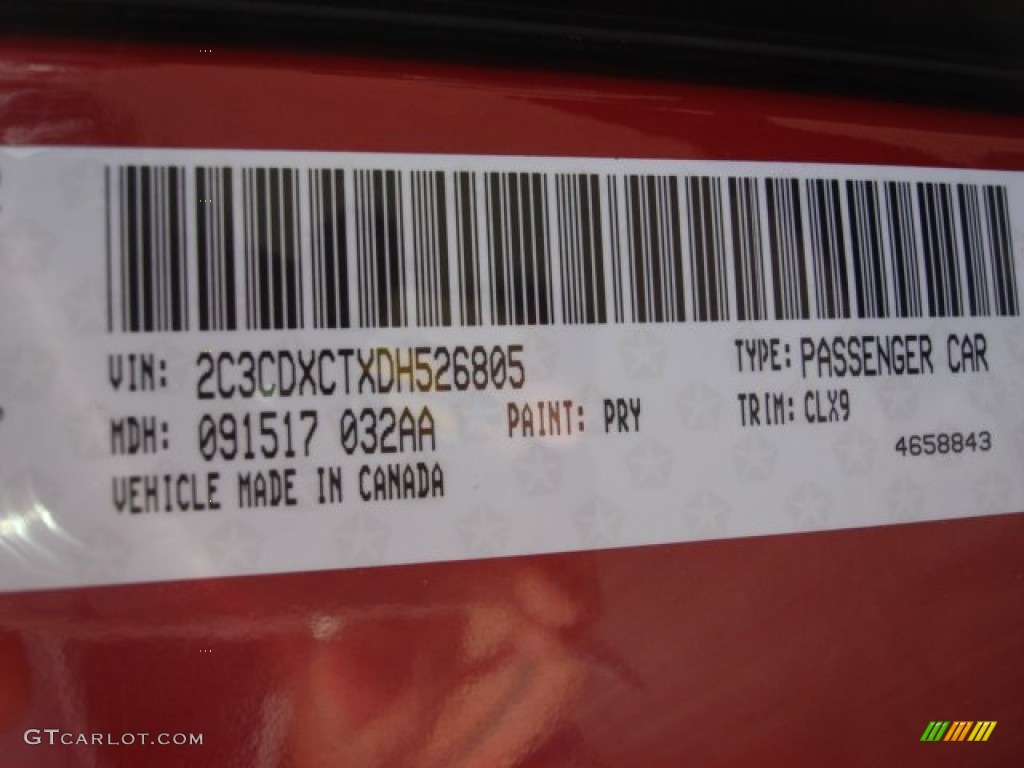 VIN: 2C3CDXCTXDH526805 TYPE: PASSENGER CAR
MDH: 091517 032AA PAINT: PRY TRIM: CLX9
VEHICLE MADE IN CANADA 4658843
GTCARLOT.COM